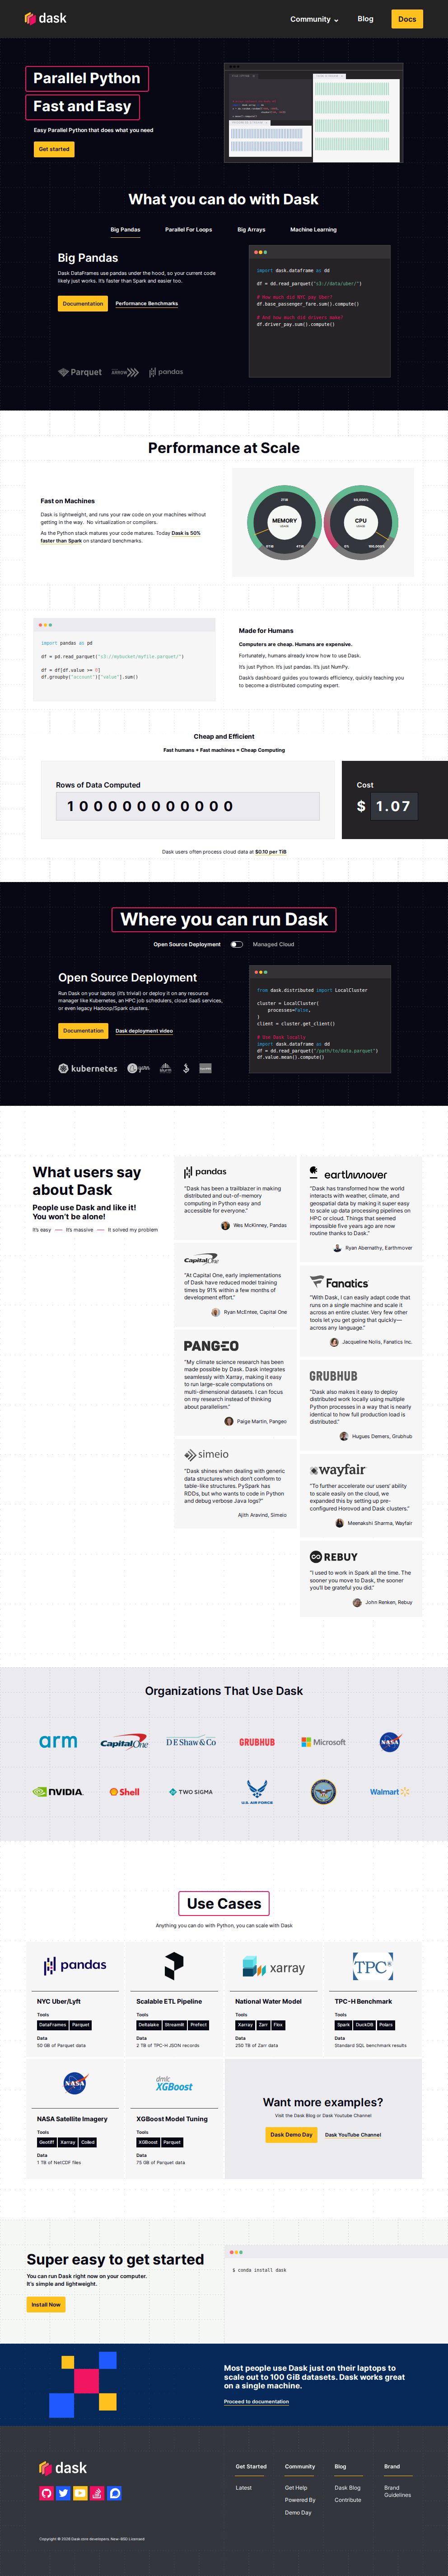 dask
Community
Blog
Docs
Parallel Python
Fast and Easy
Easy Parallel Python that does what you need
Get started
What you can do with Dask
Big Pandas
Parallel For Loops
Big Arrays
Machine Learning
Big Pandas
Dask DataFrames use pandas under the hood, so your current code
likely just works. It's faster than Spark and easier too.
Documentation
Performance Benchmarks
Parquet
ARROW
pandas
import dask.dataframe as dd
df = dd.read_parquet("s3://data/uber/")
# How much did NYC pay Uber?
df.base_passenger_fare.sum().compute()
# And how much did drivers make?
df.driver_pay.sum().compute()
Performance at Scale
Fast on Machines
Dask is lightweight, and runs your raw code on your machines without
getting in the way. No virtualization or compilers.
As the Python stack matures your code matures. Today Dask is 50%
faster than Spark on standard benchmarks.
MEMORY
USAGE
CPU
USAGE
Made for Humans
Computers are cheap. Humans are expensive.
Fortunately, humans already know how to use Dask.
It's just Python. It's just pandas. It's just NumPy.
Dask's dashboard guides you towards efficiency, quickly teaching you
to become a distributed computing expert.
import pandas as pd
df = pd.read_parquet("s3://mybucket/myfile.parquet/")
df = df[df.value >= 0]
df.groupby("account")["value"].sum()
Cheap and Efficient
Fast humans + Fast machines = Cheap Computing
Rows of Data Computed
1000000000000
Cost
$ 1.07
Dask users often process cloud data at $0.10 per TiB
Where you can run Dask
Open Source Deployment
Managed Cloud
Open Source Deployment
Run Dask on your laptop (it's trivial) or deploy it on any resource
manager like Kubernetes, an HPC job schedulers, cloud SaaS services,
or even legacy Hadoop/Spark clusters.
Documentation
Dask deployment video
kubernetes
from dask.distributed import LocalCluster
cluster = LocalCluster(
processes=False,
)
client = cluster.get_client()
# Run Dask locally
import dask.dataframe as dd
df = dd.read_parquet("/path/to/data.parquet")
df.value.mean().compute()
What users say
about Dask
People use Dask and like it!
You won't be alone!
It's easy — It's massive — It solved my problem
pandas
"Dask has been a trailblazer in making
distributed and out-of-memory
computing in Python easy and
accessible for everyone."
Wes McKinney, Pandas
Capital One
"At Capital One, early implementations
of Dask have reduced model training
times by 91% within a few months of
development effort."
Ryan McEntee, Capital One
PANGEO
"My climate science research has been
made possible by Dask. Dask integrates
seamlessly with Xarray, making it easy
to run large-scale computations on
multi-dimensional datasets. I can focus
on my research instead of thinking
about parallelism."
Paige Martin, Pangeo
simeio
"Dask shines when dealing with generic
data structures which don't conform to
table-like structures. PySpark has
RDDs, but who wants to code in Python
and debug verbose Java logs?"
Ajith Aravind, Simeio
earthmover
"Dask has transformed how the world
interacts with weather, climate, and
geospatial data by making it super easy
to scale up data processing pipelines on
HPC or cloud. Things that seemed
impossible five years ago are now
routine thanks to Dask."
Ryan Abernathy, Earthmover
Fanatics
"With Dask, I can easily adapt code that
runs on a single machine and scale it
across an entire cluster. Very few other
tools let you get going that quickly—
across any language."
Jacqueline Nolis, Fanatics Inc.
GRUBHUB
"Dask also makes it easy to deploy
distributed work locally using multiple
Python processes in a way that is nearly
identical to how full production load is
distributed."
Hugues Demers, Grubhub
wayfair
"To further accelerate our users' ability
to scale easily on the cloud, we
expanded this by setting up pre-
configured Horovod and Dask clusters."
Meenakshi Sharma, Wayfair
REBUY
"I used to work in Spark all the time. The
sooner you move to Dask, the sooner
you'll be grateful you did."
John Renken, Rebuy
Organizations That Use Dask
arm
Capital One
DE Shaw & Co
GRUBHUB
Microsoft
NASA
NVIDIA
Shell
TWO SIGMA
U.S. AIR FORCE
Walmart
Use Cases
Anything you can do with Python, you can scale with Dask
pandas
NYC Uber/Lyft
Tools
DataFrames Parquet
Data
50 GB of Parquet data
Scalable ETL Pipeline
Tools
Deltalake Streamlit Prefect
Data
2 TB of TPC-H JSON records
xarray
National Water Model
Tools
Xarray Zarr Flox
Data
250 TB of Zarr data
TPC
TPC-H Benchmark
Tools
Spark DuckDB Polars
Data
Standard SQL benchmark results
NASA
NASA Satellite Imagery
Tools
Geotiff Xarray Coiled
Data
1 TB of NetCDF files
dmlc
XGBoost
XGBoost Model Tuning
Tools
XGBoost Parquet
Data
75 GB of Parquet data
Want more examples?
Visit the Dask Blog or Dask Youtube Channel
Dask Demo Day
Dask YouTube Channel
Super easy to get started
You can run Dask right now on your computer.
It's simple and lightweight.
Install Now
$ conda install dask
Most people use Dask just on their laptops to
scale out to 100 GiB datasets. Dask works great
on a single machine.
Proceed to documentation
dask
Get Started
Latest
Community
Get Help
Powered By
Demo Day
Blog
Dask Blog
Contribute
Brand
Brand
Guidelines